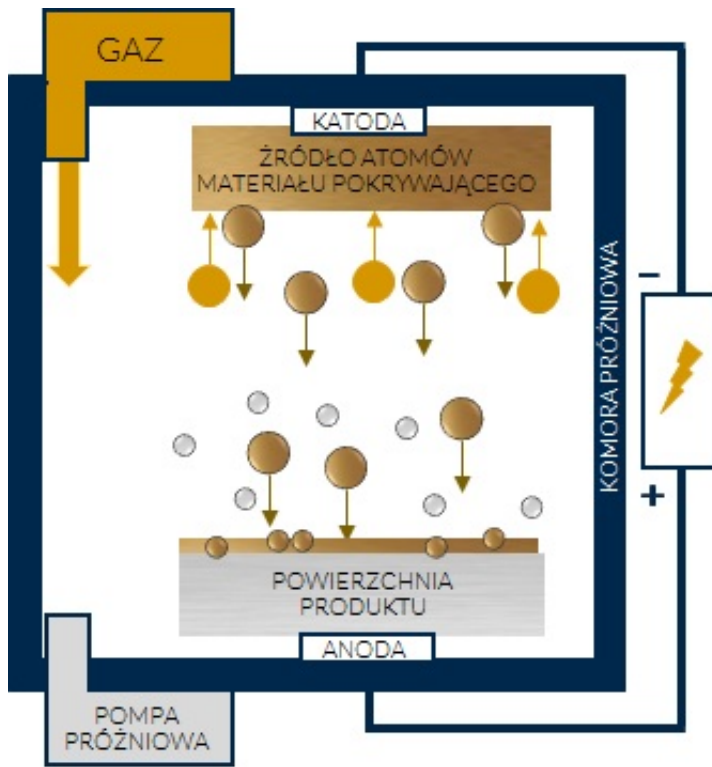 GAZ
KATODA
ŹRÓDŁO ATOMÓW
MATERIAŁU POKRYWAJĄCEGO
KOMORA PRÓŻNIOWA
–
+
POWIERZCHNIA
PRODUKTU
ANODA
POMPA
PRÓŻNIOWA